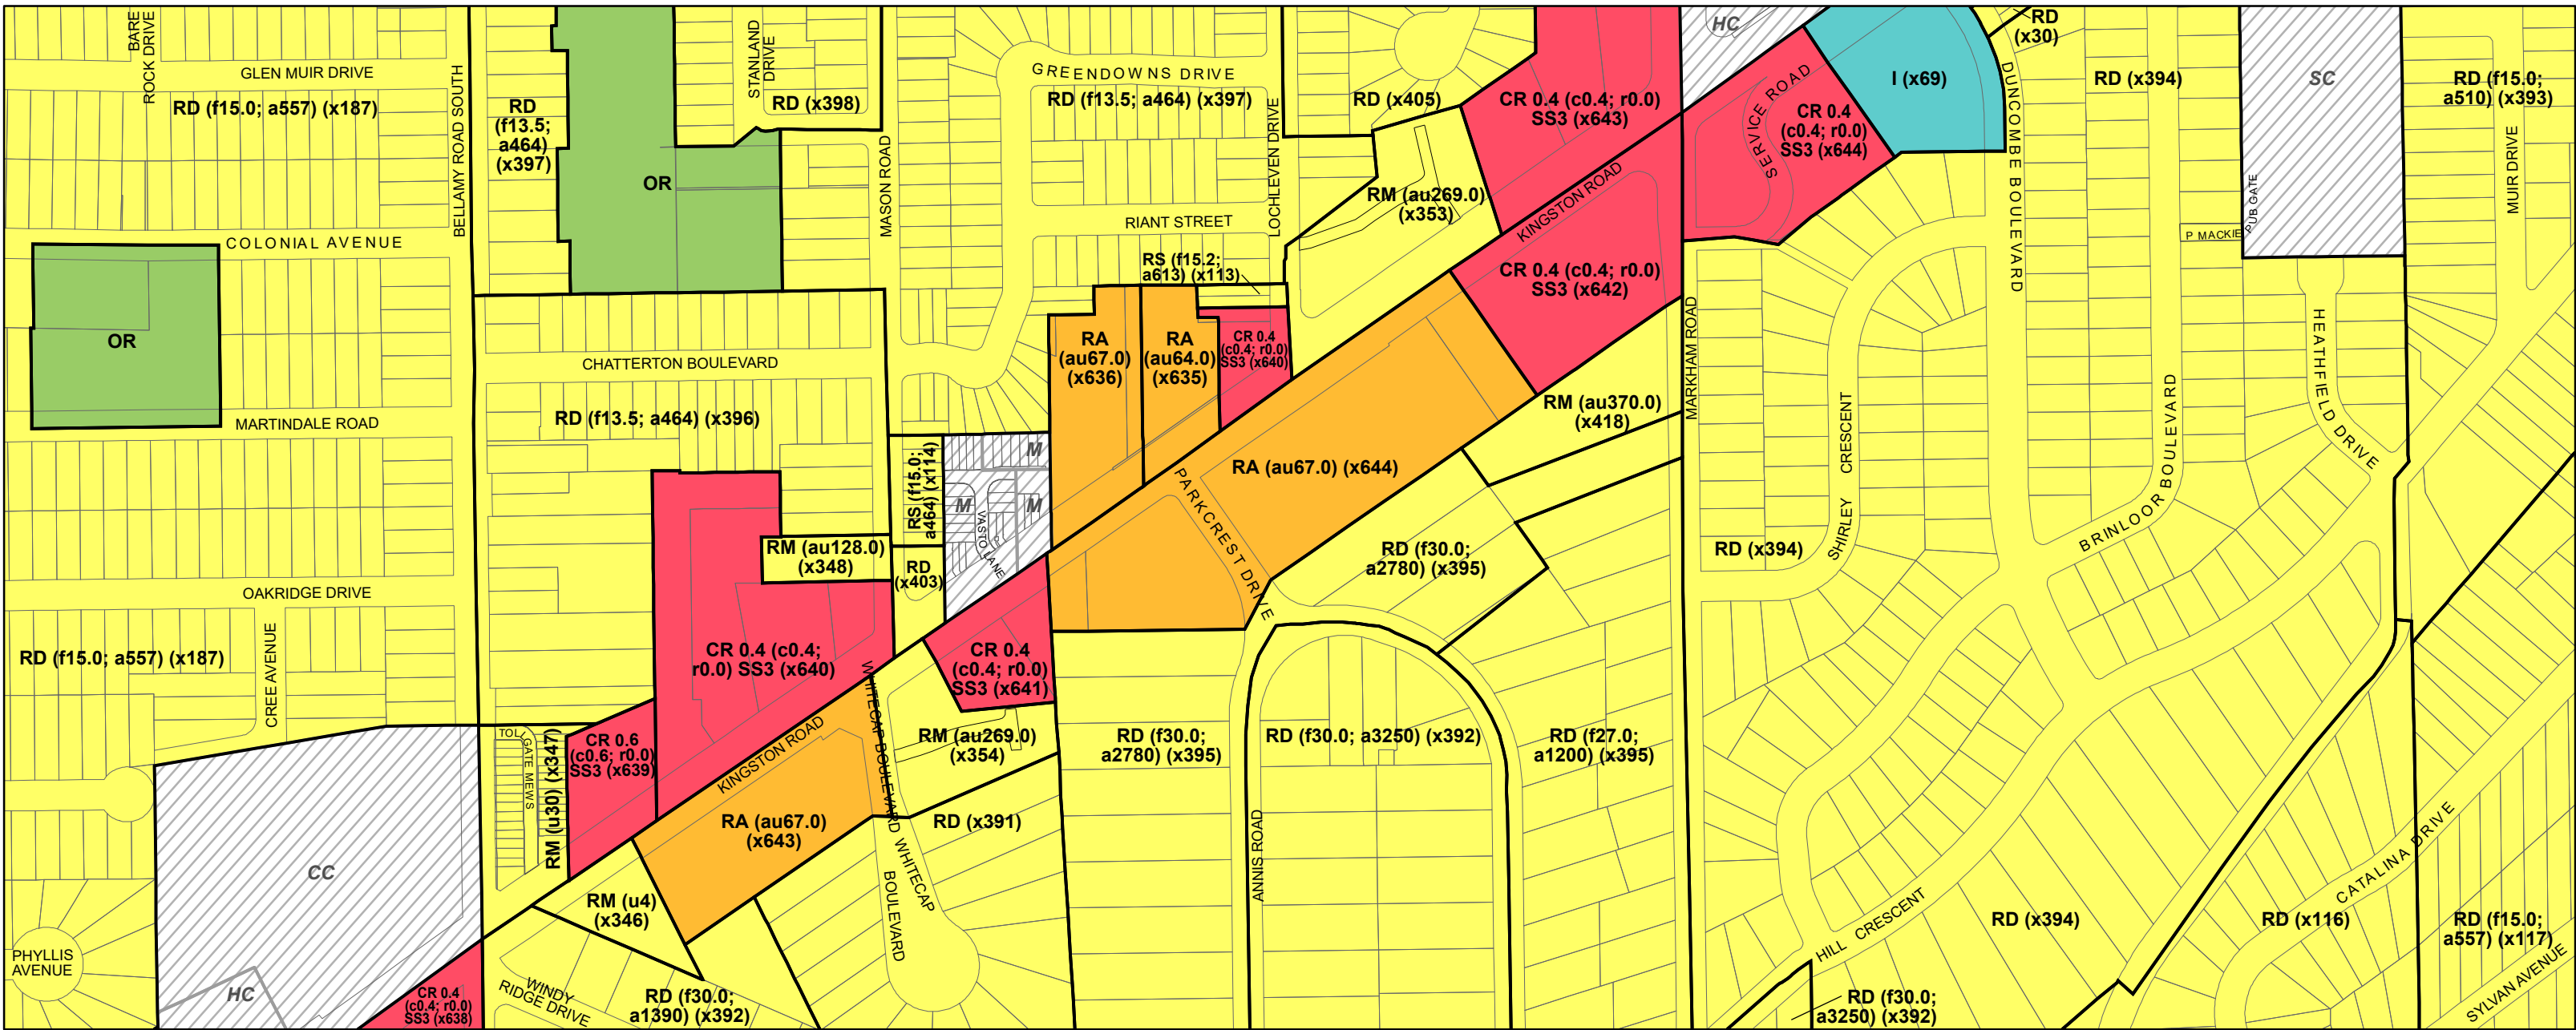 BARE
ROCK DRIVE
GLEN MUIR DRIVE
RD (f15.0; a557) (x187)
BELLAMY ROAD SOUTH
RD
(f13.5;
a464)
(x397)
STANLAND
DRIVE
RD (x398)
OR
MASON ROAD
GREENDOWNS DRIVE
RD (f13.5; a464) (x397)
LOCHLEVEN DRIVE
RD (x405)
CR 0.4 (c0.4; r0.0)
SS3 (x643)
HC
SERVICE ROAD
CR 0.4
(c0.4; r0.0)
SS3 (x644)
I (x69)
RD
(x30)
DUNCOMBE BOULEVARD
RD (x394)
SC
PUB GATE
P MACKIE
RD (f15.0;
a510) (x393)
MUIR DRIVE
COLONIAL AVENUE
OR
MARTINDALE ROAD
RIANT STREET
RM (au269.0)
(x353)
KINGSTON ROAD
RS (f15.2;
a613) (x113)
CR 0.4 (c0.4; r0.0)
SS3 (x642)
CHATTERTON BOULEVARD
RD (f13.5; a464) (x396)
RA
(au67.0)
(x636)
RA
(au64.0)
(x635)
CR 0.4
(c0.4; r0.0)
SS3 (x640)
MARKHAM ROAD
RM (au370.0)
(x418)
RA (au67.0) (x644)
PARKCREST DRIVE
SHIRLEY CRESCENT
HEATHFIELD DRIVE
BRINLOOR BOULEVARD
RS (f15.0;
a464) (x114)
M
M
M
VASTO LANE
RM (au128.0)
(x348)
RD
(x403)
RD (f30.0;
a2780) (x395)
RD (x394)
OAKRIDGE DRIVE
RD (f15.0; a557) (x187)
CREE AVENUE
CR 0.4 (c0.4;
r0.0) SS3 (x640)
CR 0.4
(c0.4; r0.0)
SS3 (x641)
WHITECAP BOULEVARD
KINGSTON ROAD
TOLLGATE MEWS
RM (u30) (x347)
CR 0.6
(c0.6; r0.0)
SS3 (x639)
RM (au269.0)
(x354)
RD (f30.0;
a2780) (x395)
RD (f30.0; a3250) (x392)
RD (f27.0;
a1200) (x395)
RA (au67.0)
(x643)
RD (x391)
WHITECAP
BOULEVARD
ANNIS ROAD
CC
RM (u4)
(x346)
PHYLLIS
AVENUE
HC
CR 0.4
(c0.4; r0.0)
SS3 (x638)
WINDY
RIDGE DRIVE
RD (f30.0;
a1390) (x392)
HILL CRESCENT
RD (x394)
RD (f30.0;
a3250) (x392)
CATALINA DRIVE
RD (x116)
RD (f15.0;
a557) (x117)
SYLVAN AVENUE